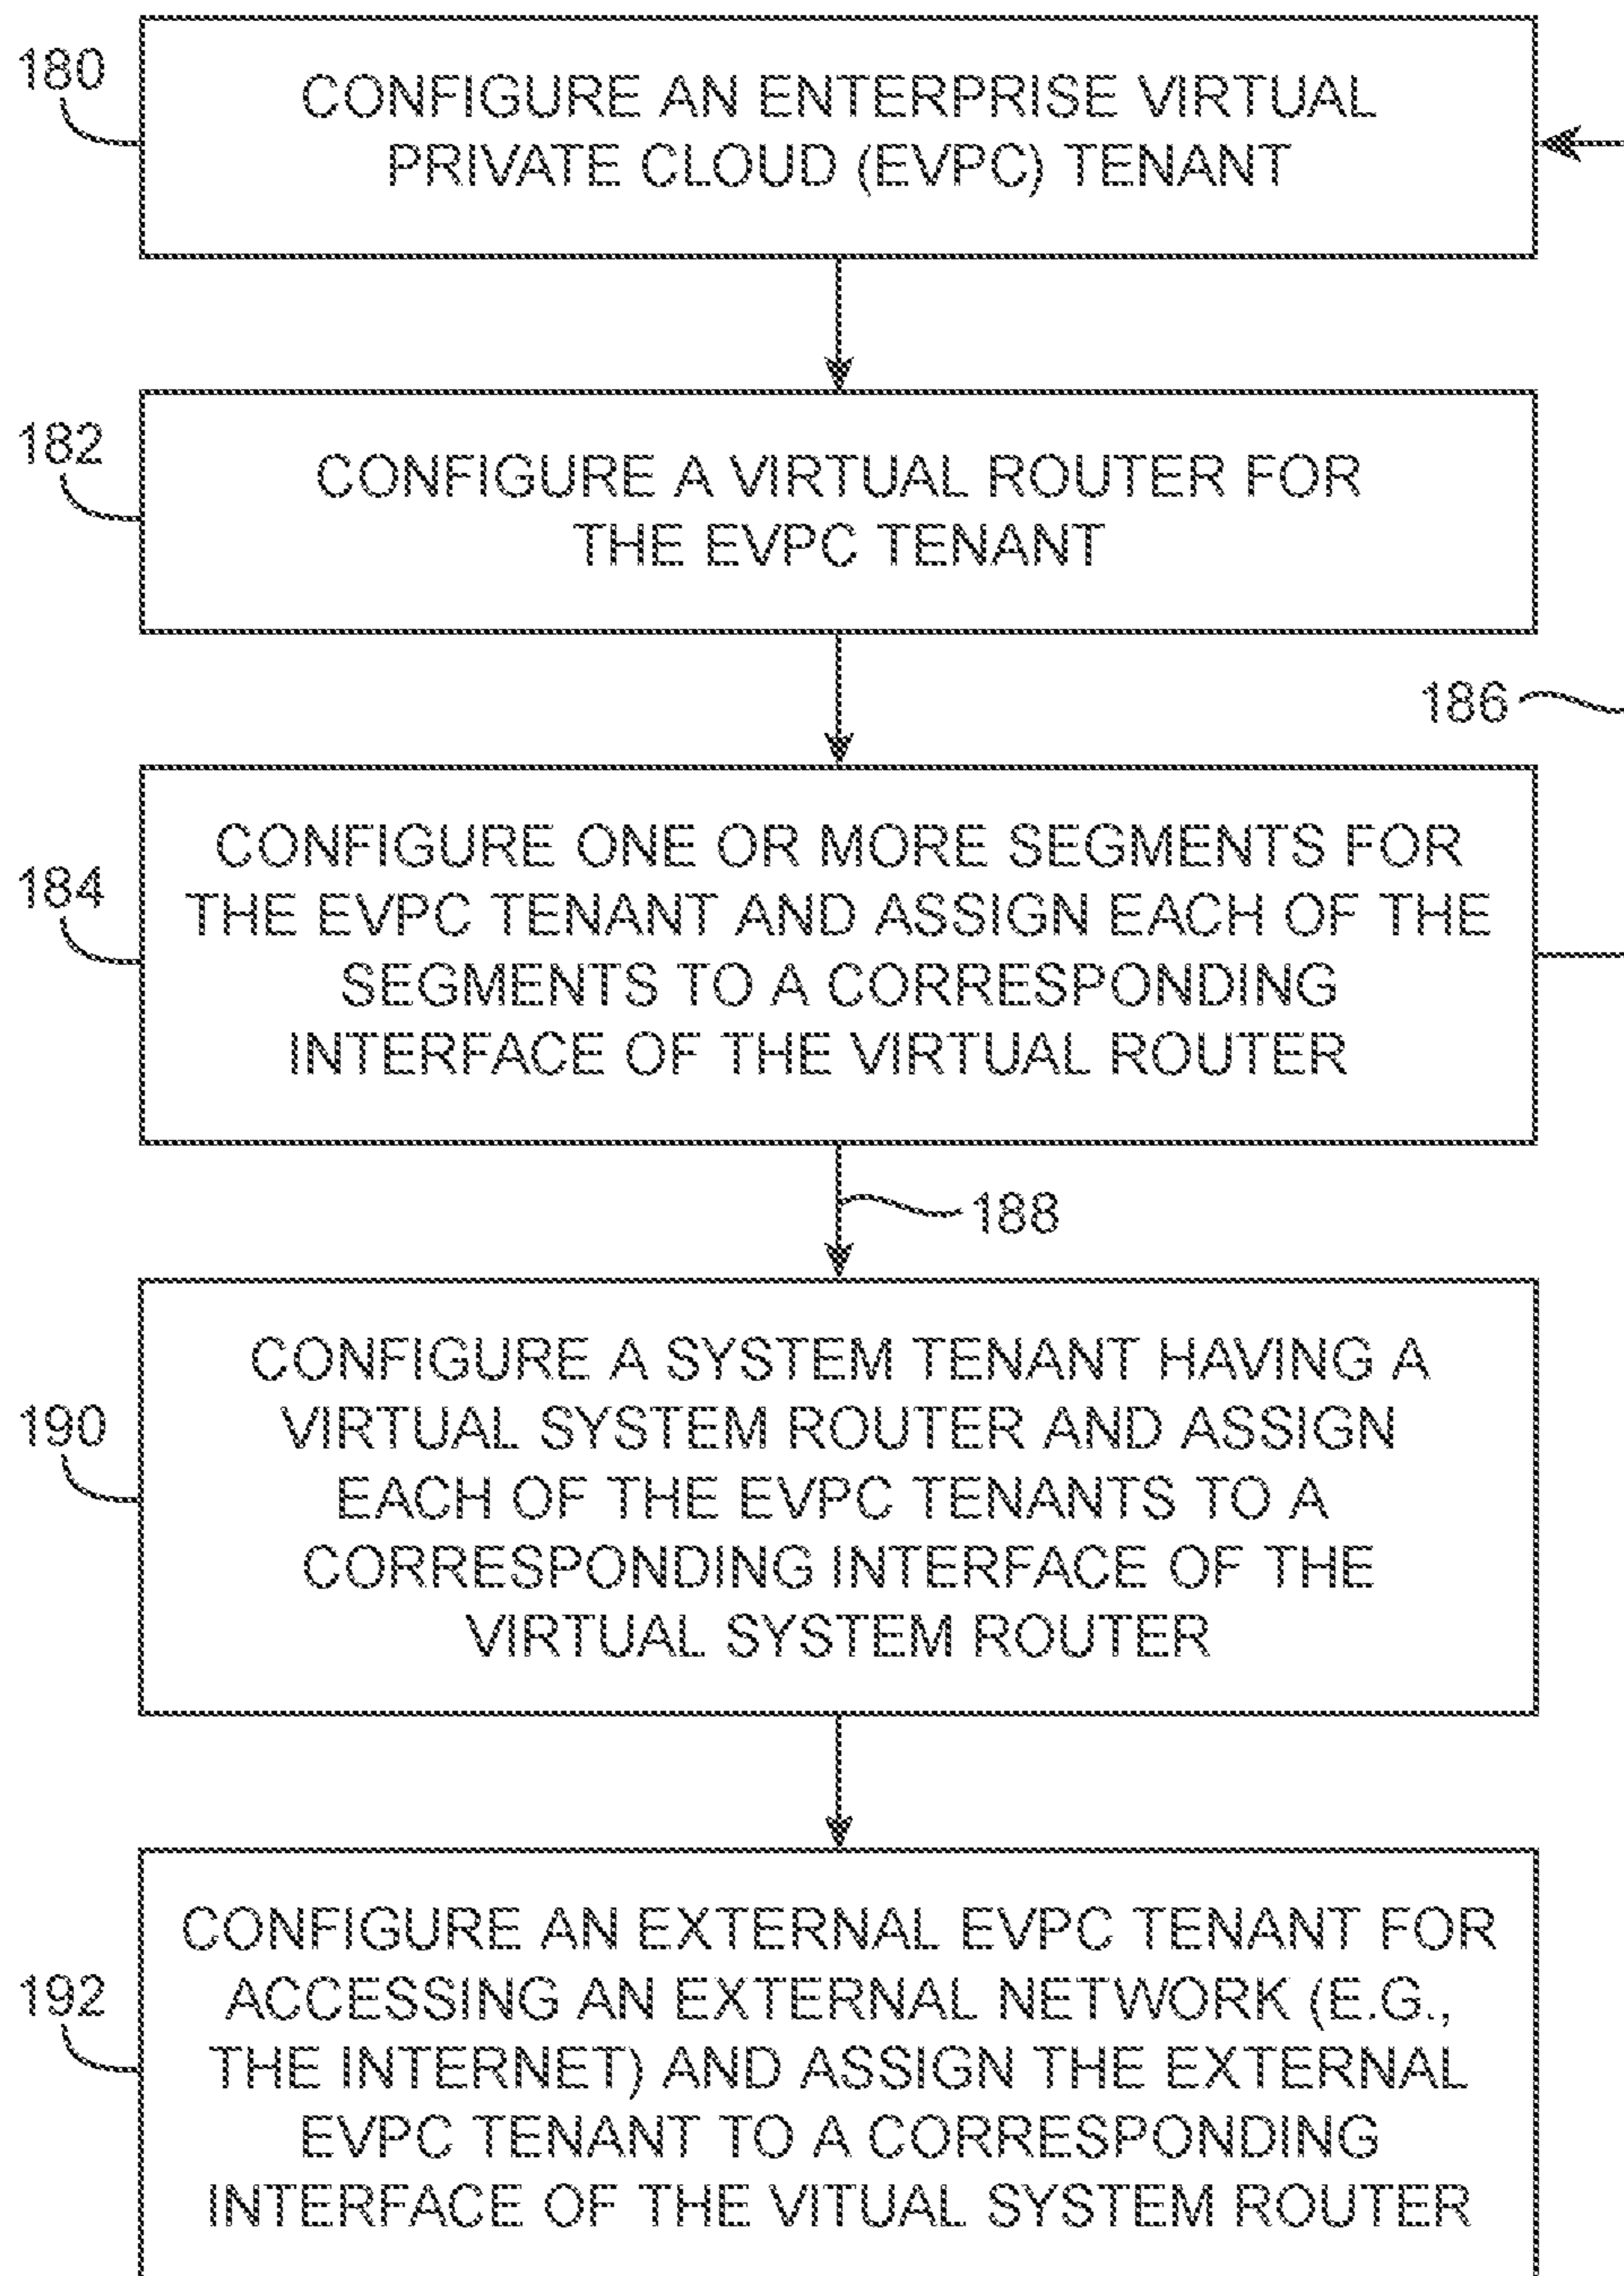 180
CONFIGURE AN ENTERPRISE VIRTUAL
PRIVATE CLOUD (EVPC) TENANT
182
CONFIGURE A VIRTUAL ROUTER FOR
THE EVPC TENANT
186
184
CONFIGURE ONE OR MORE SEGMENTS FOR
THE EVPC TENANT AND ASSIGN EACH OF THE
SEGMENTS TO A CORRESPONDING
INTERFACE OF THE VIRTUAL ROUTER
188
190
CONFIGURE A SYSTEM TENANT HAVING A
VIRTUAL SYSTEM ROUTER AND ASSIGN
EACH OF THE EVPC TENANTS TO A
CORRESPONDING INTERFACE OF THE
VIRTUAL SYSTEM ROUTER
192
CONFIGURE AN EXTERNAL EVPC TENANT FOR
ACCESSING AN EXTERNAL NETWORK (E.G.,
THE INTERNET) AND ASSIGN THE EXTERNAL
EVPC TENANT TO A CORRESPONDING
INTERFACE OF THE VITUAL SYSTEM ROUTER